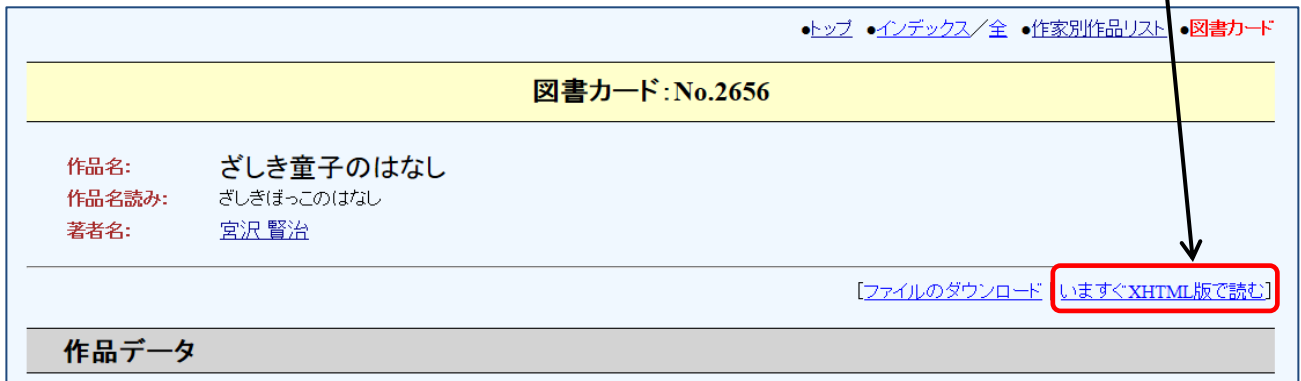 ●トップ ●インデックス／全 ●作家別作品リスト ●図書カード
図書カード：No.2656
作品名： ざしき童子のはなし
作品名読み： ざしきぼっこのはなし
著者名： 宮沢 賢治
[ファイルのダウンロード いますぐXHTML版で読む]
作品データ